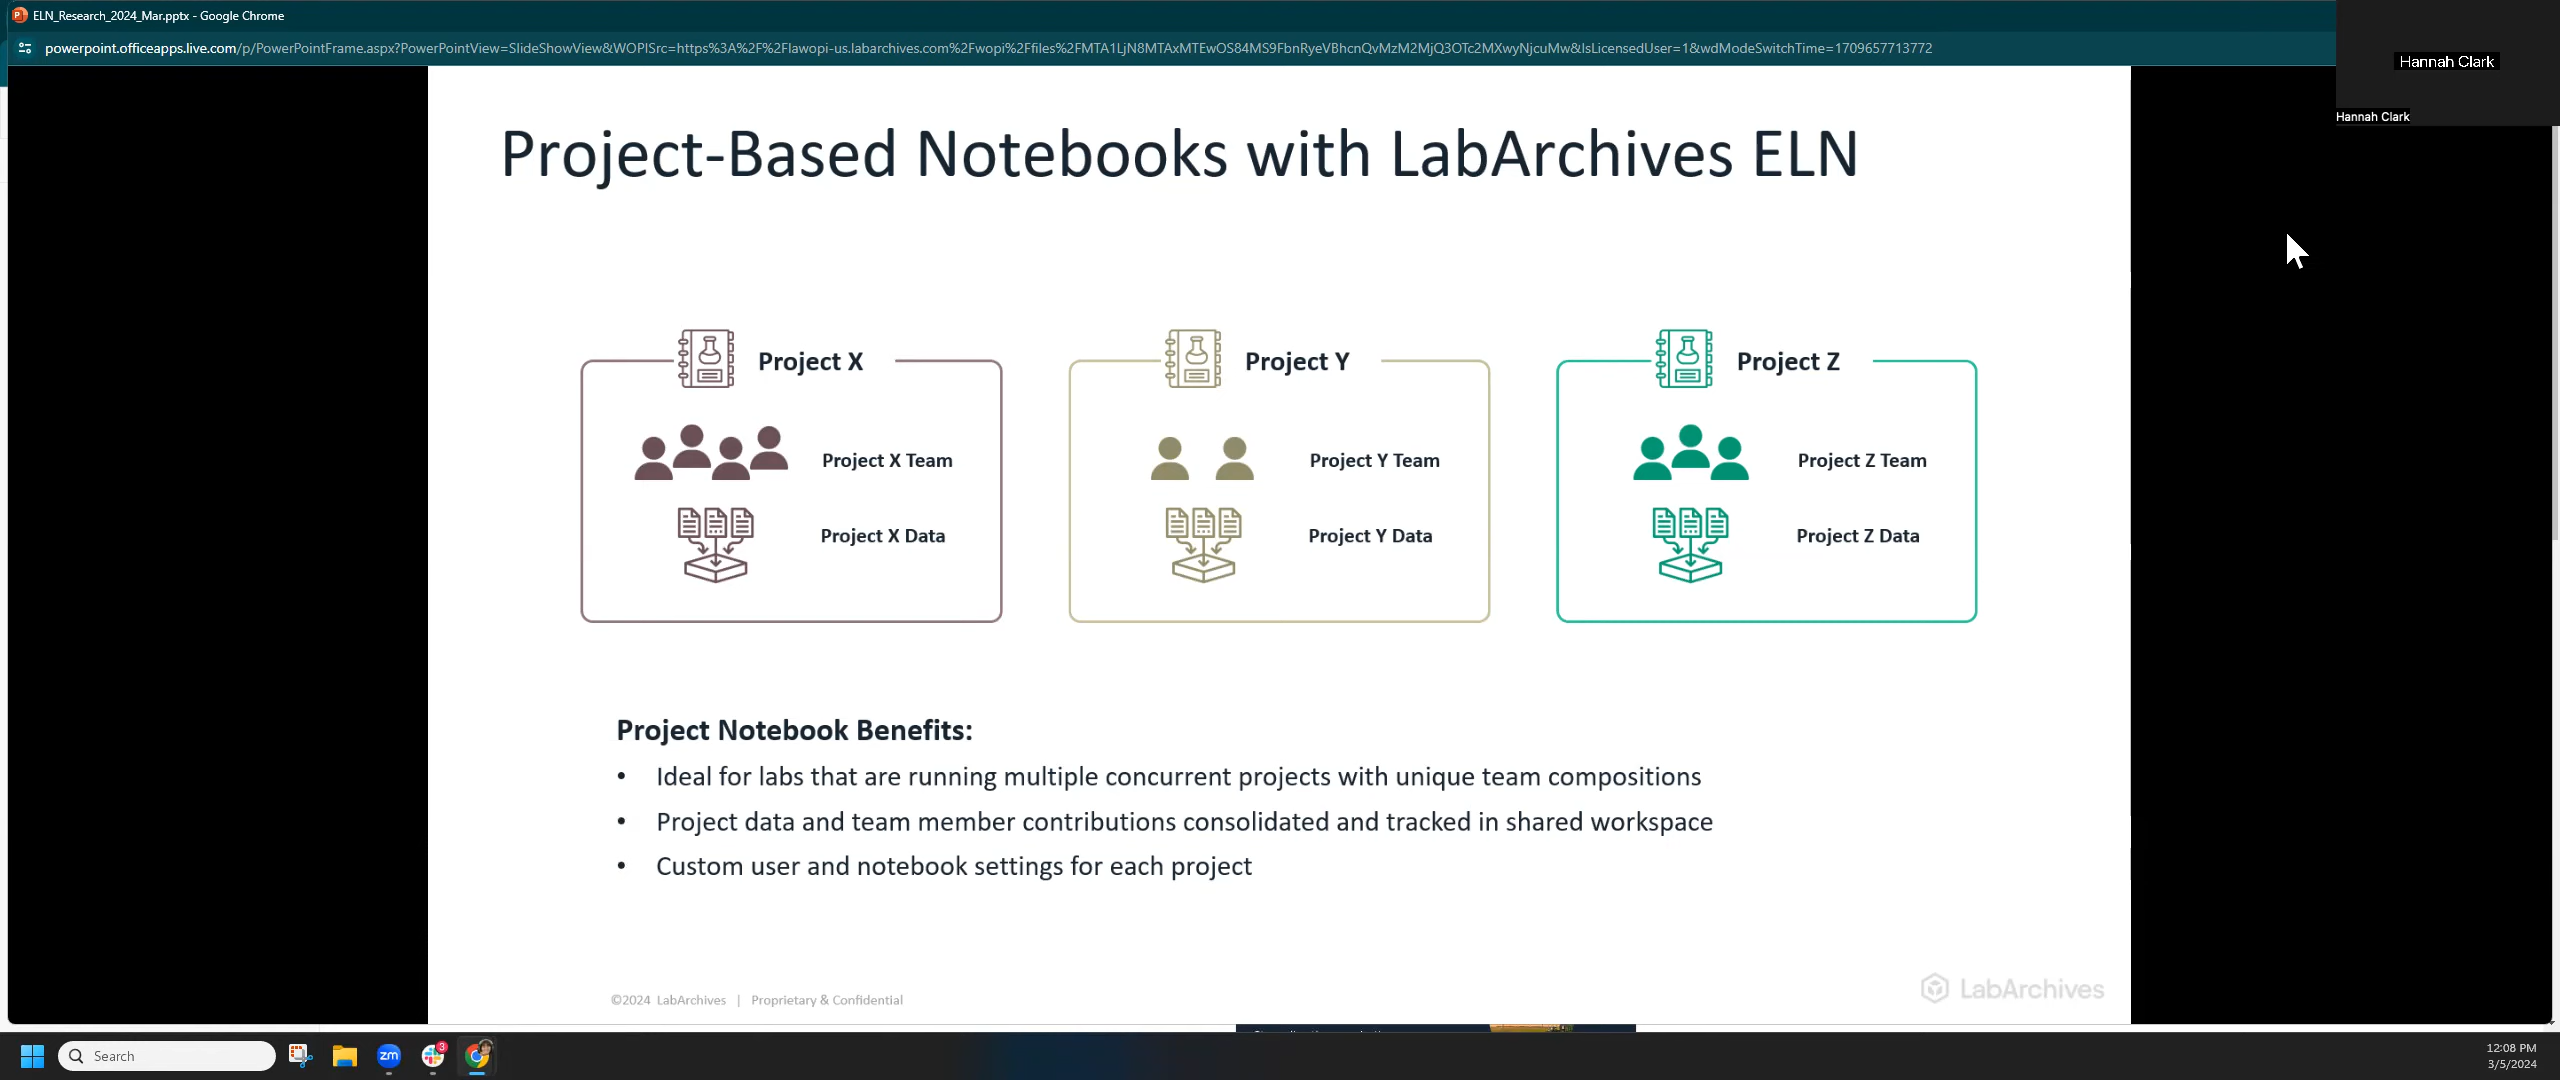 ELN_Research_2024_Mar.pptx - Google Chrome
powerpoint.officeapps.live.com/p/PowerPointFrame.aspx?PowerPointView=SlideShowView&WOPISrc=https%3A%2F%2Flawopi-us.labarchives.com%2Fwopi%2Ffiles%2FMTA1LjN8MTAxMTEwOS84MS9FbnRyeVBhcnQvMzM2MjQ3OTc2MXwyNjcuMw&IsLicensedUser=1&wdModeSwitchTime=1709657713772
Hannah Clark
Hannah Clark
Project-Based Notebooks with LabArchives ELN
Project X
Project X Team
Project X Data
Project Y
Project Y Team
Project Y Data
Project Z
Project Z Team
Project Z Data
Project Notebook Benefits:
• Ideal for labs that are running multiple concurrent projects with unique team compositions
• Project data and team member contributions consolidated and tracked in shared workspace
• Custom user and notebook settings for each project
©2024 LabArchives | Proprietary & Confidential
LabArchives
Search
zm
3
12:08 PM
3/5/2024